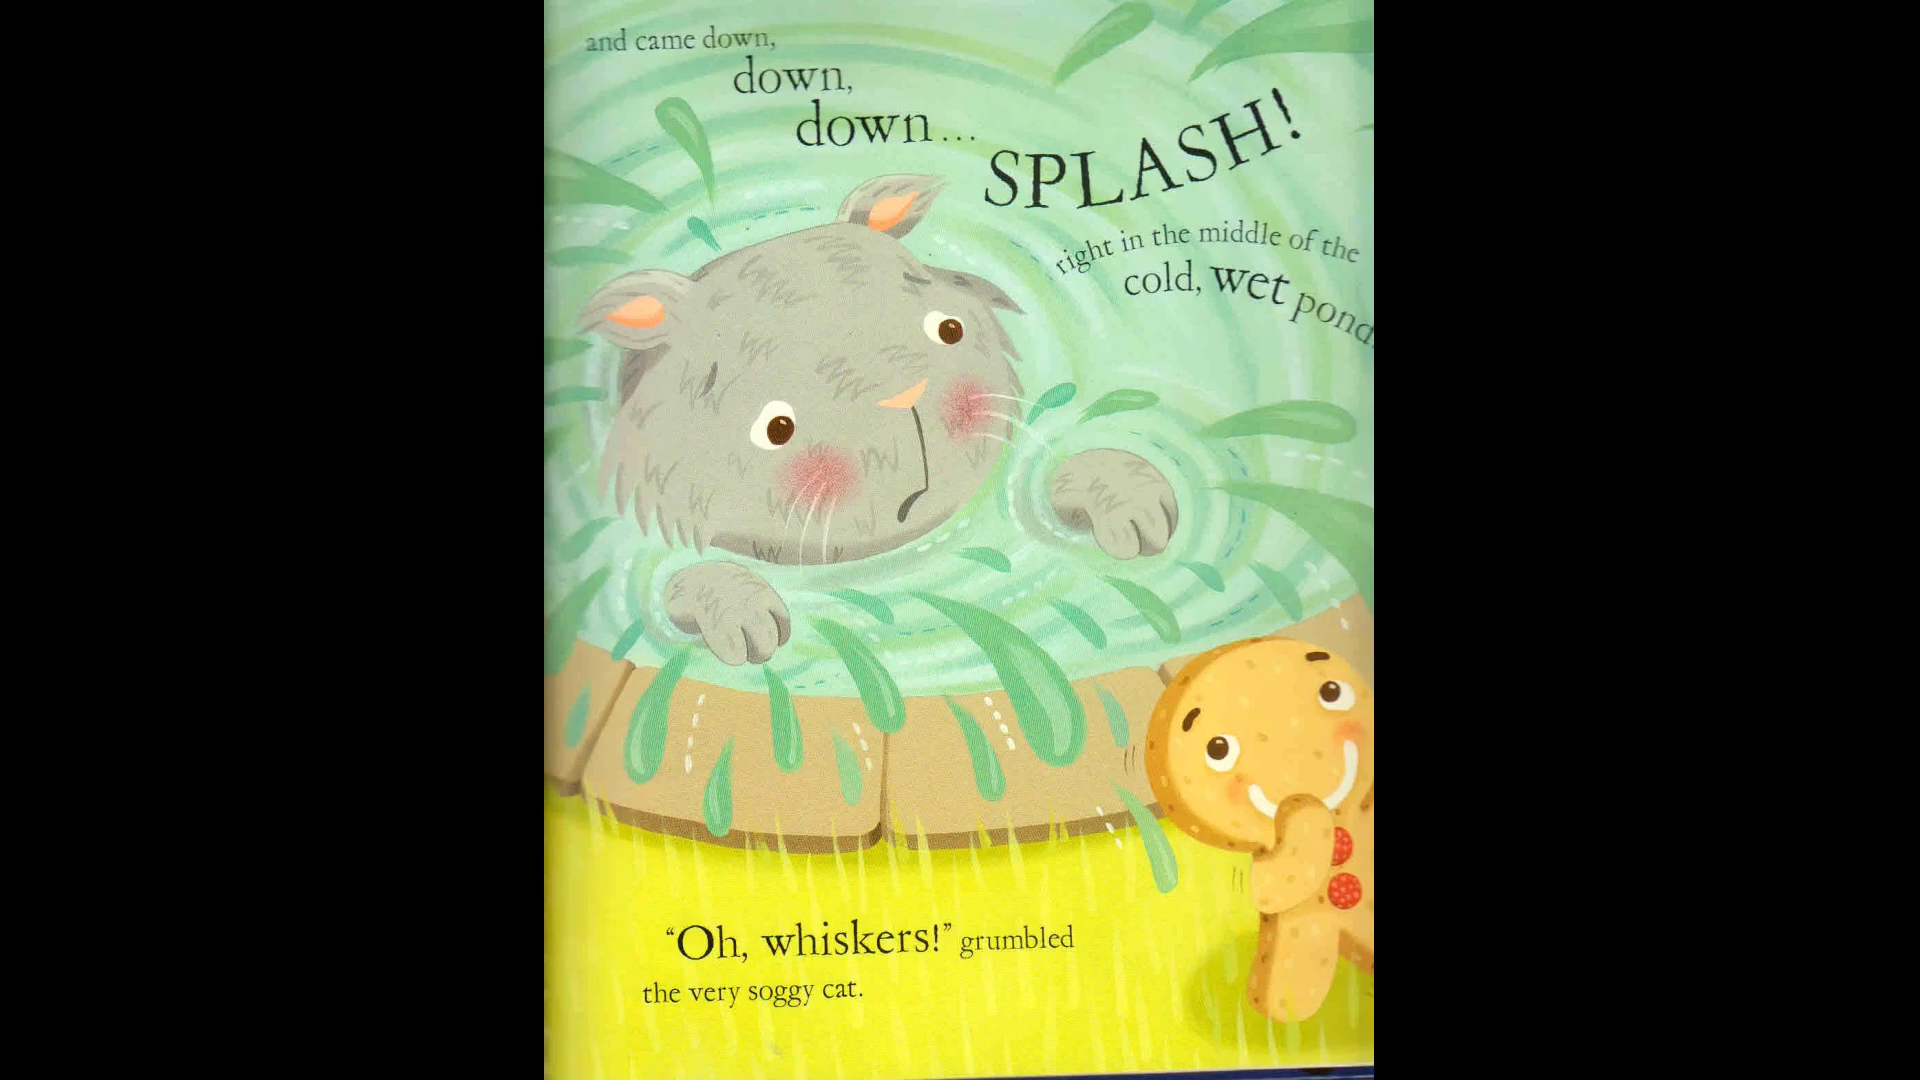 and came down,
down,
down...
SPLASH!
right in the middle of the
cold, wet pond
"Oh, whiskers!" grumbled
the very soggy cat.